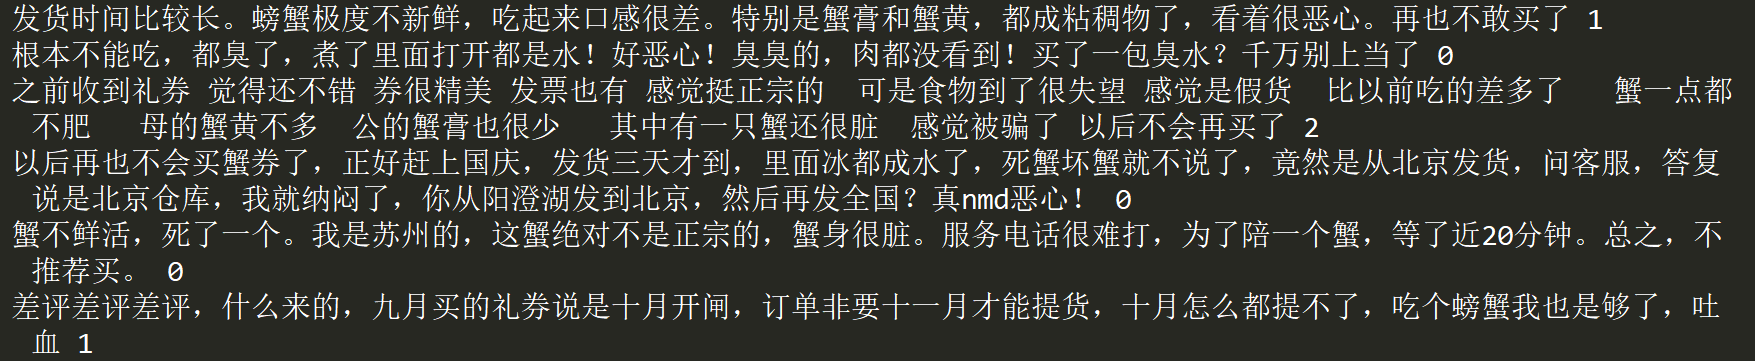 发货时间比较长。螃蟹极度不新鲜，吃起来口感很差。特别是蟹膏和蟹黄，都成粘稠物了，看着很恶心。再也不敢买了 1
根本不能吃，都臭了，煮了里面打开都是水！好恶心！臭臭的，肉都没看到！买了一包臭水？千万别上当了 0
之前收到礼券 觉得还不错 券很精美 发票也有 感觉挺正宗的  可是食物到了很失望 感觉是假货  比以前吃的差多了   蟹一点都
不肥   母的蟹黄不多  公的蟹膏也很少   其中有一只蟹还很脏  感觉被骗了 以后不会再买了 2
以后再也不会买蟹券了，正好赶上国庆，发货三天才到，里面冰都成水了，死蟹坏蟹就不说了，竟然是从北京发货，问客服，答复
说是北京仓库，我就纳闷了，你从阳澄湖发到北京，然后再发全国？真nmd恶心！ 0
蟹不鲜活，死了一个。我是苏州的，这蟹绝对不是正宗的，蟹身很脏。服务电话很难打，为了陪一个蟹，等了近20分钟。总之，不
推荐买。 0
差评差评差评，什么来的，九月买的礼券说是十月开闸，订单非要十一月才能提货，十月怎么都提不了，吃个螃蟹我也是够了，吐
血 1